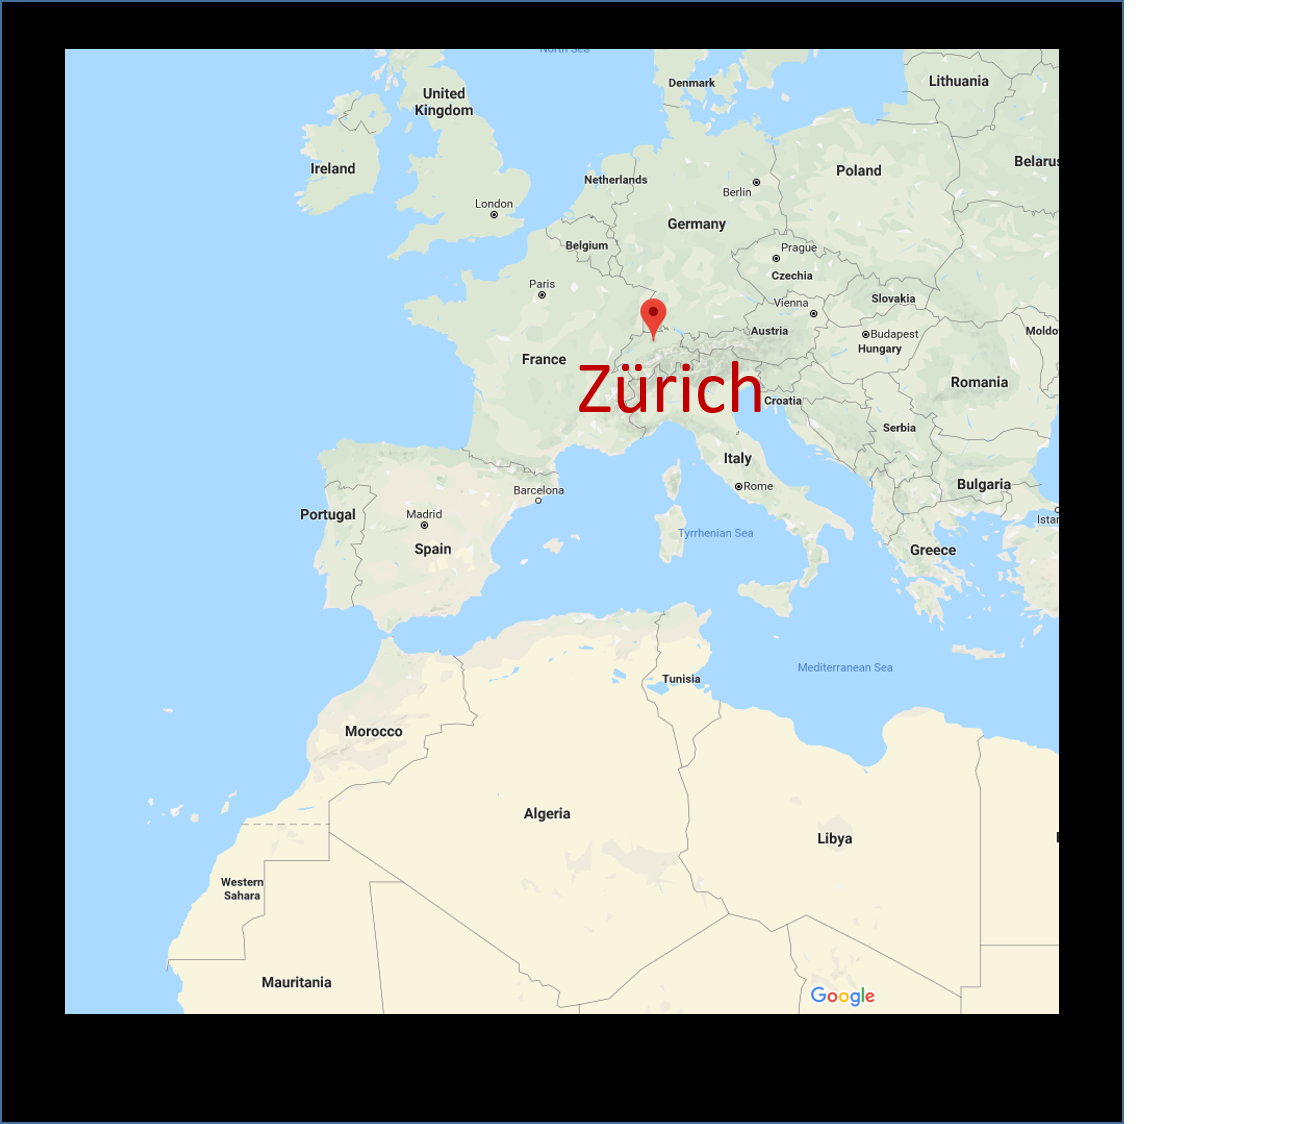 North Sea
Denmark
Lithuania
United
Kingdom
Belarus
Ireland
Netherlands
Poland
Berlin
London
Germany
Belgium
Prague
Czechia
Paris
Slovakia
Vienna
Austria
Budapest
Hungary
Moldo
France
Zürich
Romania
Croatia
Serbia
Italy
Rome
Bulgaria
Barcelona
Portugal
Madrid
Spain
Istan
Tyrrhenian Sea
Greece
Mediterranean Sea
Tunisia
Morocco
Algeria
Libya
Western
Sahara
Mauritania
Google